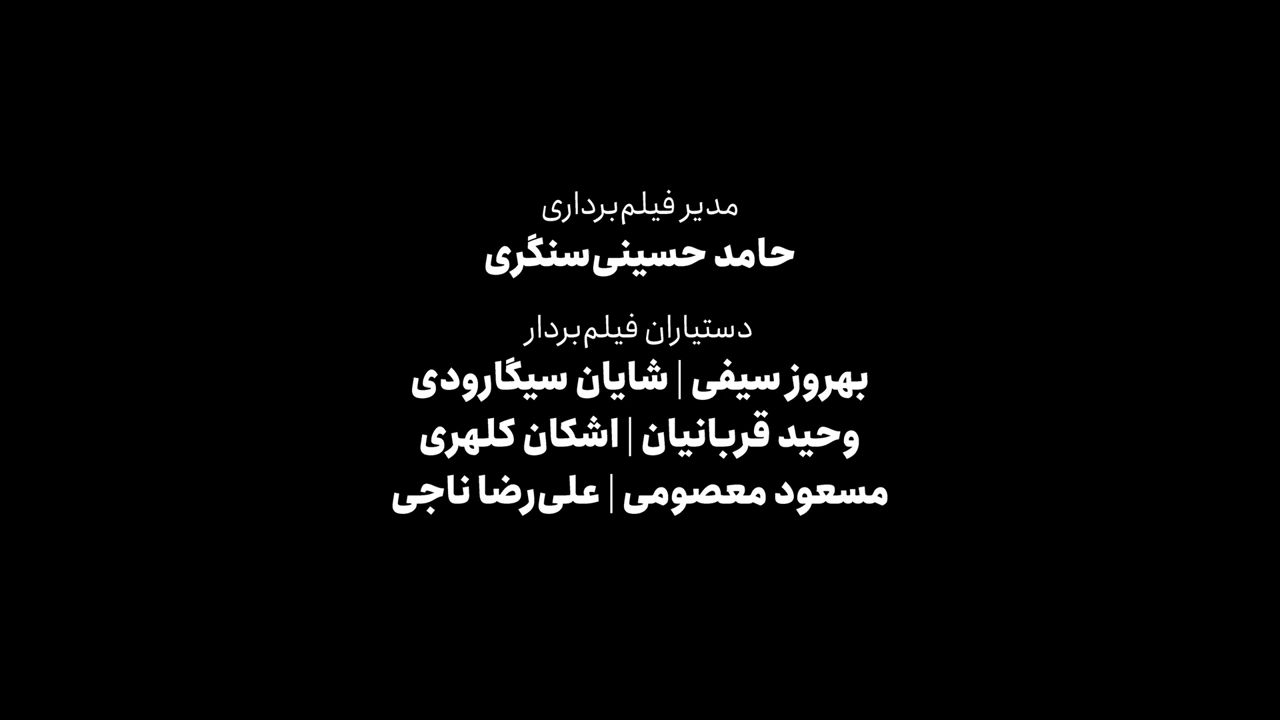 مدیر فیلم‌برداری
حامد حسینی‌سنگری
دستیاران فیلم‌بردار
بهروز سیفی | شایان سیگارودی
وحید قربانیان | اشکان کلهری
مسعود معصومی | علی‌رضا ناجی